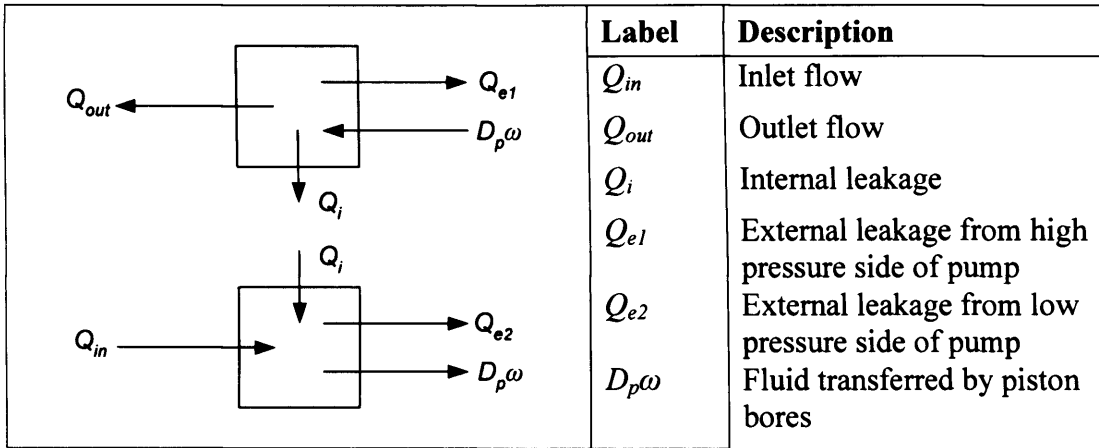 Q_e1
Q_out
D_pω
Q_i
Q_i
Q_e2
Q_in
D_pω
Label Description
Q_in Inlet flow
Q_out Outlet flow
Q_i Internal leakage
Q_e1 External leakage from high
pressure side of pump
Q_e2 External leakage from low
pressure side of pump
D_pω Fluid transferred by piston
bores